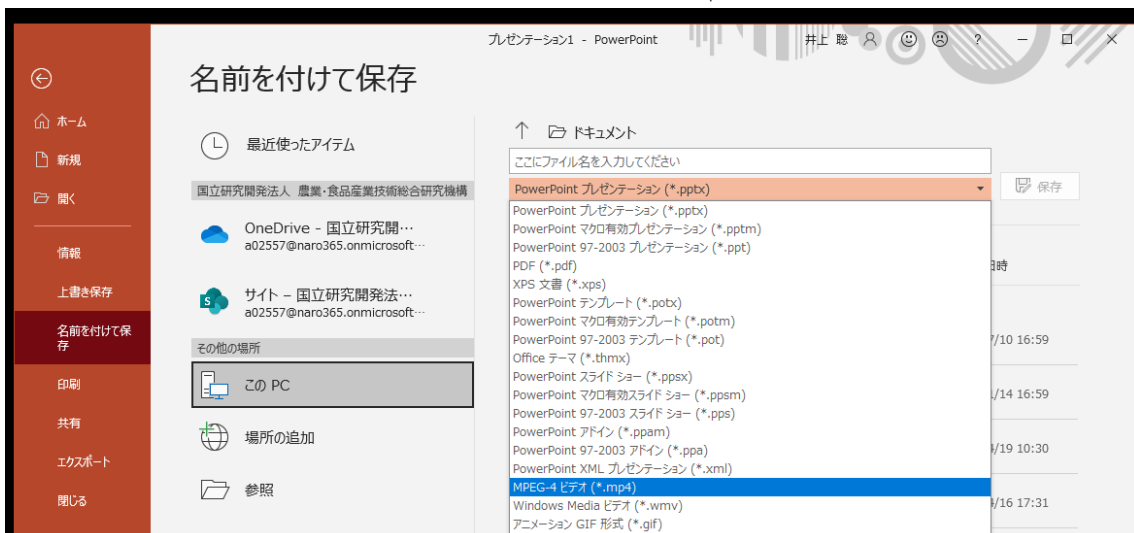 プレゼンテーション1 - PowerPoint
井上 聡
?
名前を付けて保存
ホーム
新規
開く
情報
上書き保存
名前を付けて保
存
印刷
共有
エクスポート
閉じる
最近使ったアイテム
国立研究開発法人 農業・食品産業技術総合研究機構
OneDrive - 国立研究開…
a02557@naro365.onmicrosoft…
S
サイト – 国立研究開発法…
a02557@naro365.onmicrosoft…
その他の場所
この PC
場所の追加
参照
ドキュメント
ここにファイル名を入力してください
PowerPoint プレゼンテーション (*.pptx)
保存
PowerPoint プレゼンテーション (*.pptx)
PowerPoint マクロ有効プレゼンテーション (*.pptm)
PowerPoint 97-2003 プレゼンテーション (*.ppt)
PDF (*.pdf)
XPS 文書 (*.xps)
PowerPoint テンプレート (*.potx)
PowerPoint マクロ有効テンプレート (*.potm)
PowerPoint 97-2003 テンプレート (*.pot)
Office テーマ (*.thmx)
PowerPoint スライド ショー (*.ppsx)
PowerPoint マクロ有効スライド ショー (*.ppsm)
PowerPoint 97-2003 スライド ショー (*.pps)
PowerPoint アドイン (*.ppam)
PowerPoint 97-2003 アドイン (*.ppa)
PowerPoint XML プレゼンテーション (*.xml)
MPEG-4 ビデオ (*.mp4)
Windows Media ビデオ (*.wmv)
アニメーション GIF 形式 (*.gif)
日時
/10 16:59
/14 16:59
/19 10:30
/16 17:31